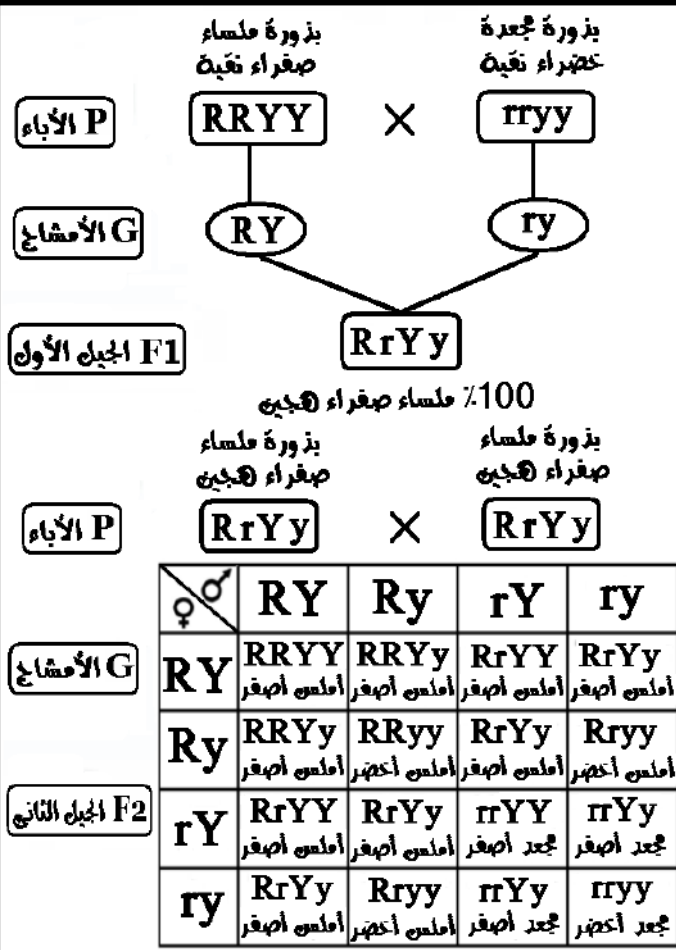 بذورة ملساء بذورة مجعدة
صفراء نقية خضراء نقية
P الأباء RRYY × rryy
G الأمشاج RY ry
F1 الجيل الأول RrYy
100٪ ملساء صفراء هجين
بذورة ملساء بذورة ملساء
صفراء هجين صفراء هجين
P الأباء RrYy × RrYy
♀ ♂ RY Ry rY ry
G الأمشاج RY RRYY RRYy RrYY RrYy
أملس أصفر أملس أصفر أملس أصفر أملس أصفر
Ry RRYy RRyy RrYy Rryy
أملس أصفر أملس أخضر أملس أصفر أملس أخضر
F2 الجيل الثاني rY RrYY RrYy rrYY rrYy
أملس أصفر أملس أصفر مجعد أصفر مجعد أصفر
ry RrYy Rryy rrYy rryy
أملس أصفر أملس أخضر مجعد أصفر مجعد أخضر